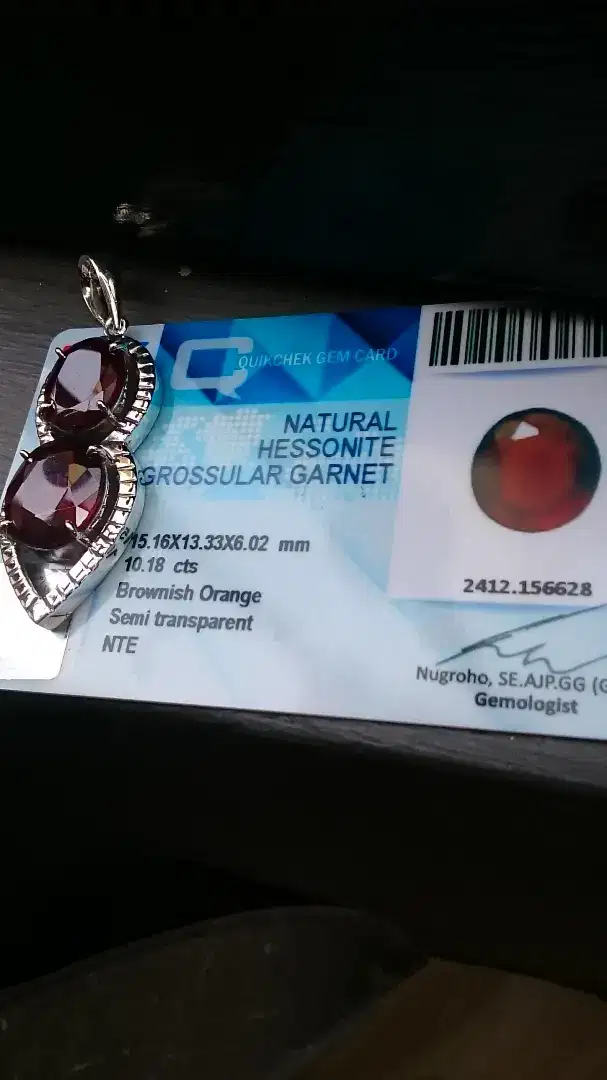 QUIKCHEK GEM CARD
NATURAL
HESSONITE
GROSSULAR GARNET
15.16X13.33X6.02 mm
10.18 cts
Brownish Orange
Semi transparent
NTE
2412.156628
Nugroho, SE.AJP.GG (G
Gemologist